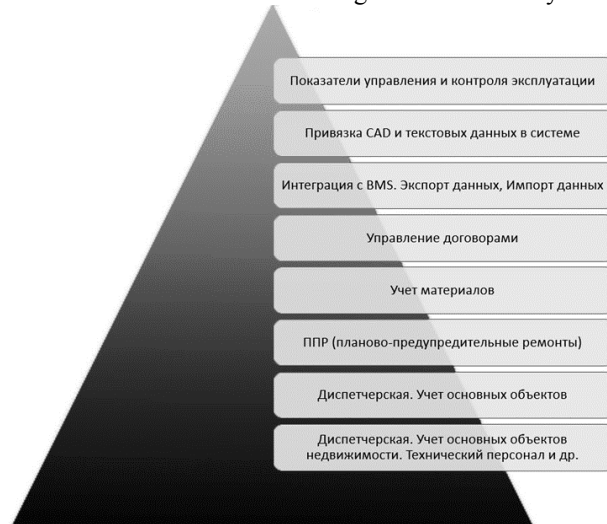 Показатели управления и контроля эксплуатации
Привязка CAD и текстовых данных в системе
Интеграция с BMS. Экспорт данных, Импорт данных
Управление договорами
Учет материалов
ППР (планово-предупредительные ремонты)
Диспетчерская. Учет основных объектов
Диспетчерская. Учет основных объектов
недвижимости. Технический персонал и др.